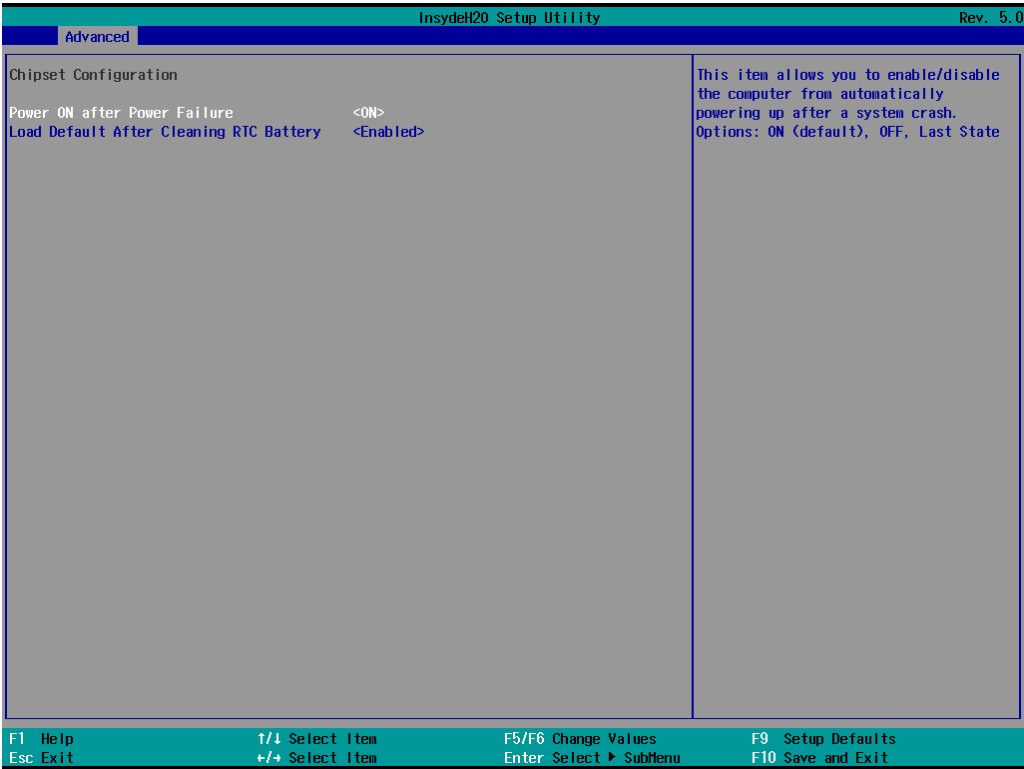 InsydeH2O Setup Utility Rev. 5.0
Advanced
Chipset Configuration
Power ON after Power Failure <ON>
Load Default After Cleaning RTC Battery <Enabled>
This item allows you to enable/disable
the computer from automatically
powering up after a system crash.
Options: ON (default), OFF, Last State
F1 Help ↑/↓ Select Item F5/F6 Change Values F9 Setup Defaults
Esc Exit ←/→ Select Item Enter Select ▶ SubMenu F10 Save and Exit